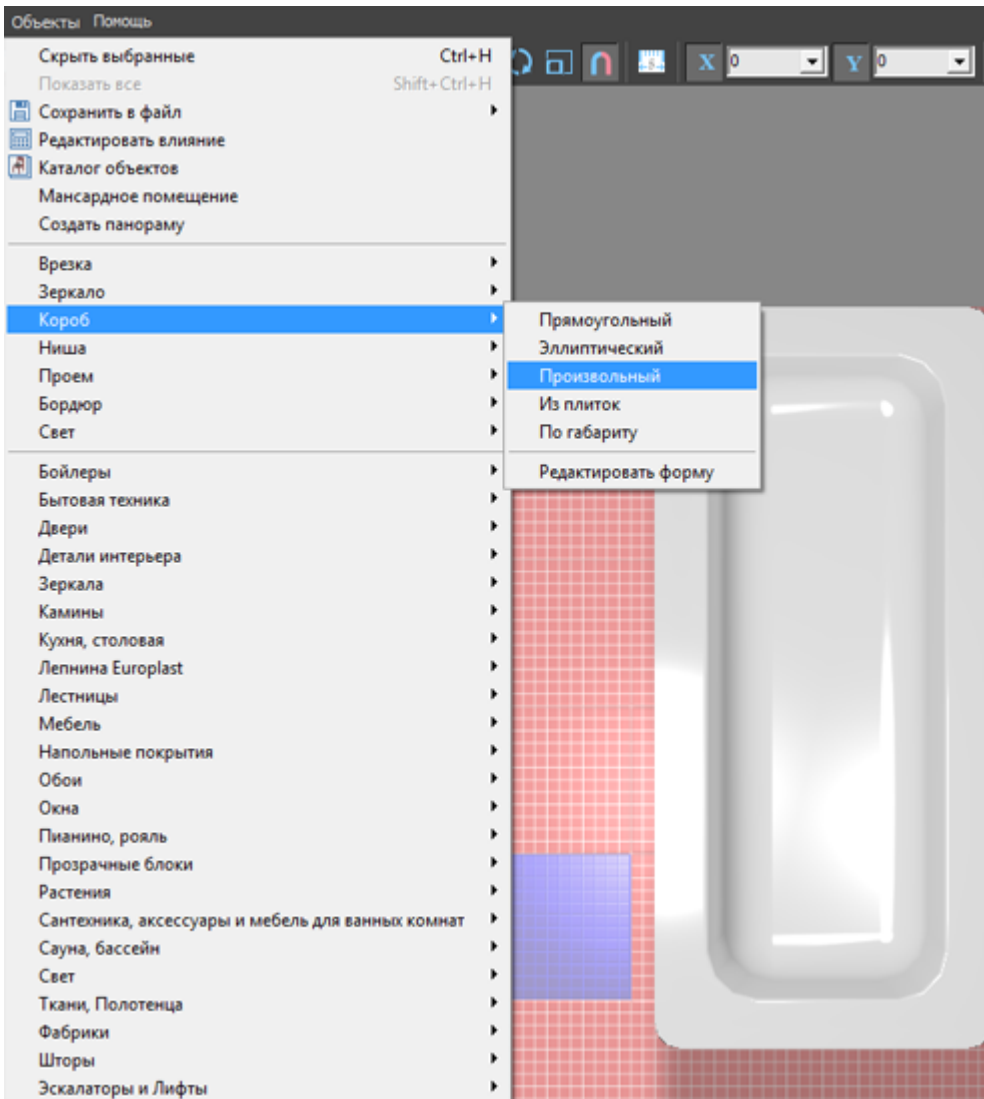 Объекты Помощь
Скрыть выбранные Ctrl+H
Показать все Shift+Ctrl+H
Сохранить в файл
Редактировать влияние
Каталог объектов
Мансардное помещение
Создать панораму
Врезка
Зеркало
Короб
Ниша
Проем
Бордюр
Свет
Бойлеры
Бытовая техника
Двери
Детали интерьера
Зеркала
Камины
Кухня, столовая
Лепнина Europlast
Лестницы
Мебель
Напольные покрытия
Обои
Окна
Пианино, рояль
Прозрачные блоки
Растения
Сантехника, аксессуары и мебель для ванных комнат
Сауна, бассейн
Свет
Ткани, Полотенца
Фабрики
Шторы
Эскалаторы и Лифты
Прямоугольный
Эллиптический
Произвольный
Из плиток
По габариту
Редактировать форму
X 0 Y 0